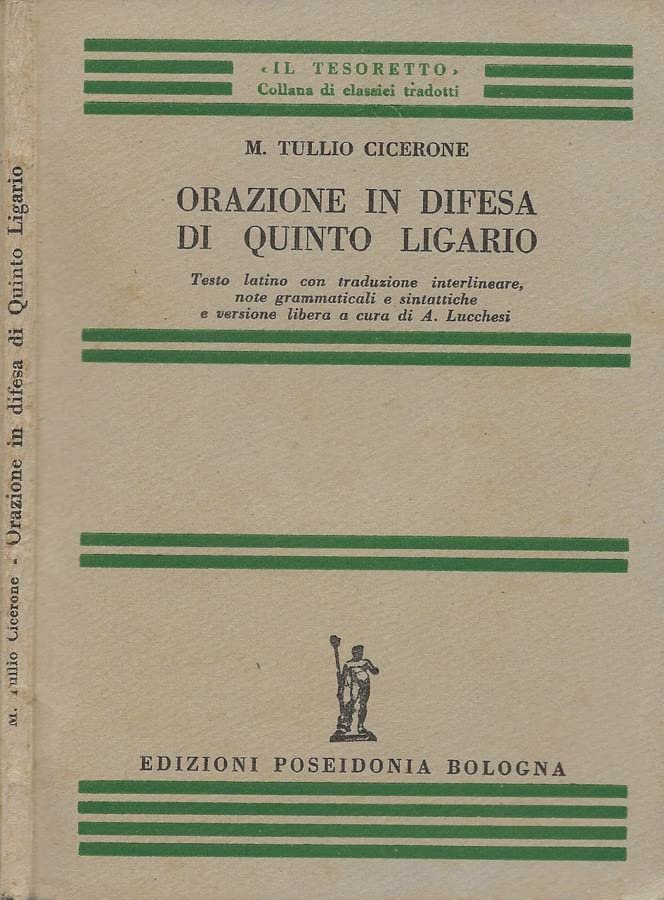 « IL TESORETTO »
Collana di classici tradotti
M. TULLIO CICERONE
ORAZIONE IN DIFESA
DI QUINTO LIGARIO
Testo latino con traduzione interlineare,
note grammaticali e sintattiche
e versione libera a cura di A. Lucchesi
EDIZIONI POSEIDONIA BOLOGNA
M. Tullio Cicerone - Orazione in difesa di Quinto Ligario